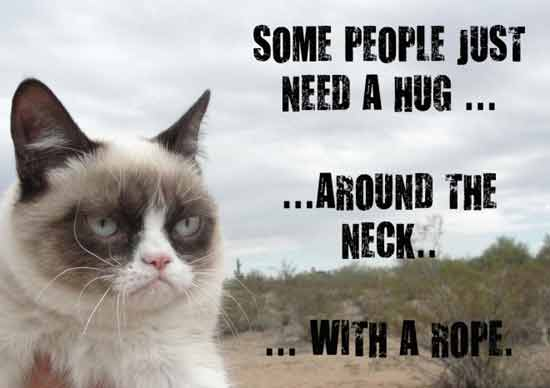 SOME PEOPLE JUST
NEED A HUG ...
...AROUND THE
NECK..
... WITH A ROPE.